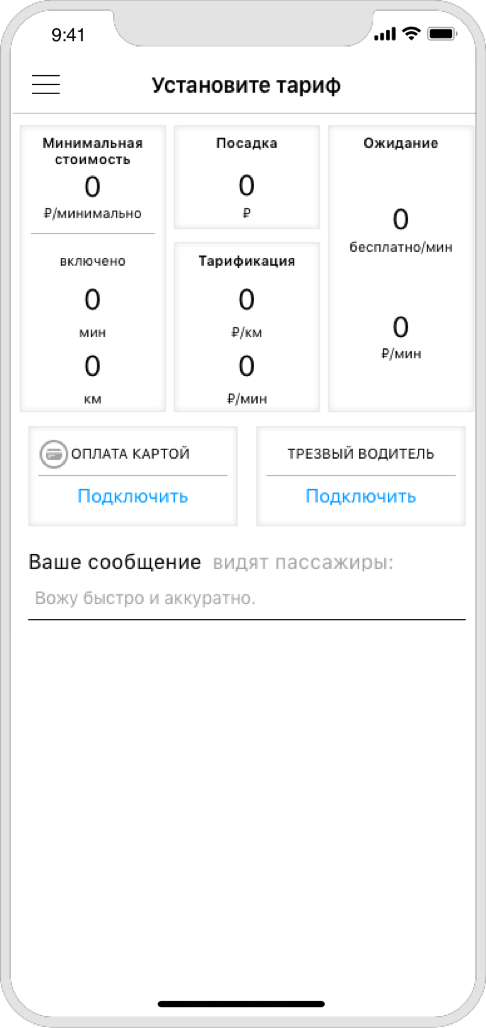 9:41
Установите тариф
Минимальная
стоимость
0
₽/минимально
включено
0
мин
0
км
Посадка
0
₽
Тарификация
0
₽/км
0
₽/мин
Ожидание
0
бесплатно/мин
0
₽/мин
ОПЛАТА КАРТОЙ
Подключить
ТРЕЗВЫЙ ВОДИТЕЛЬ
Подключить
Ваше сообщение видят пассажиры:
Вожу быстро и аккуратно.